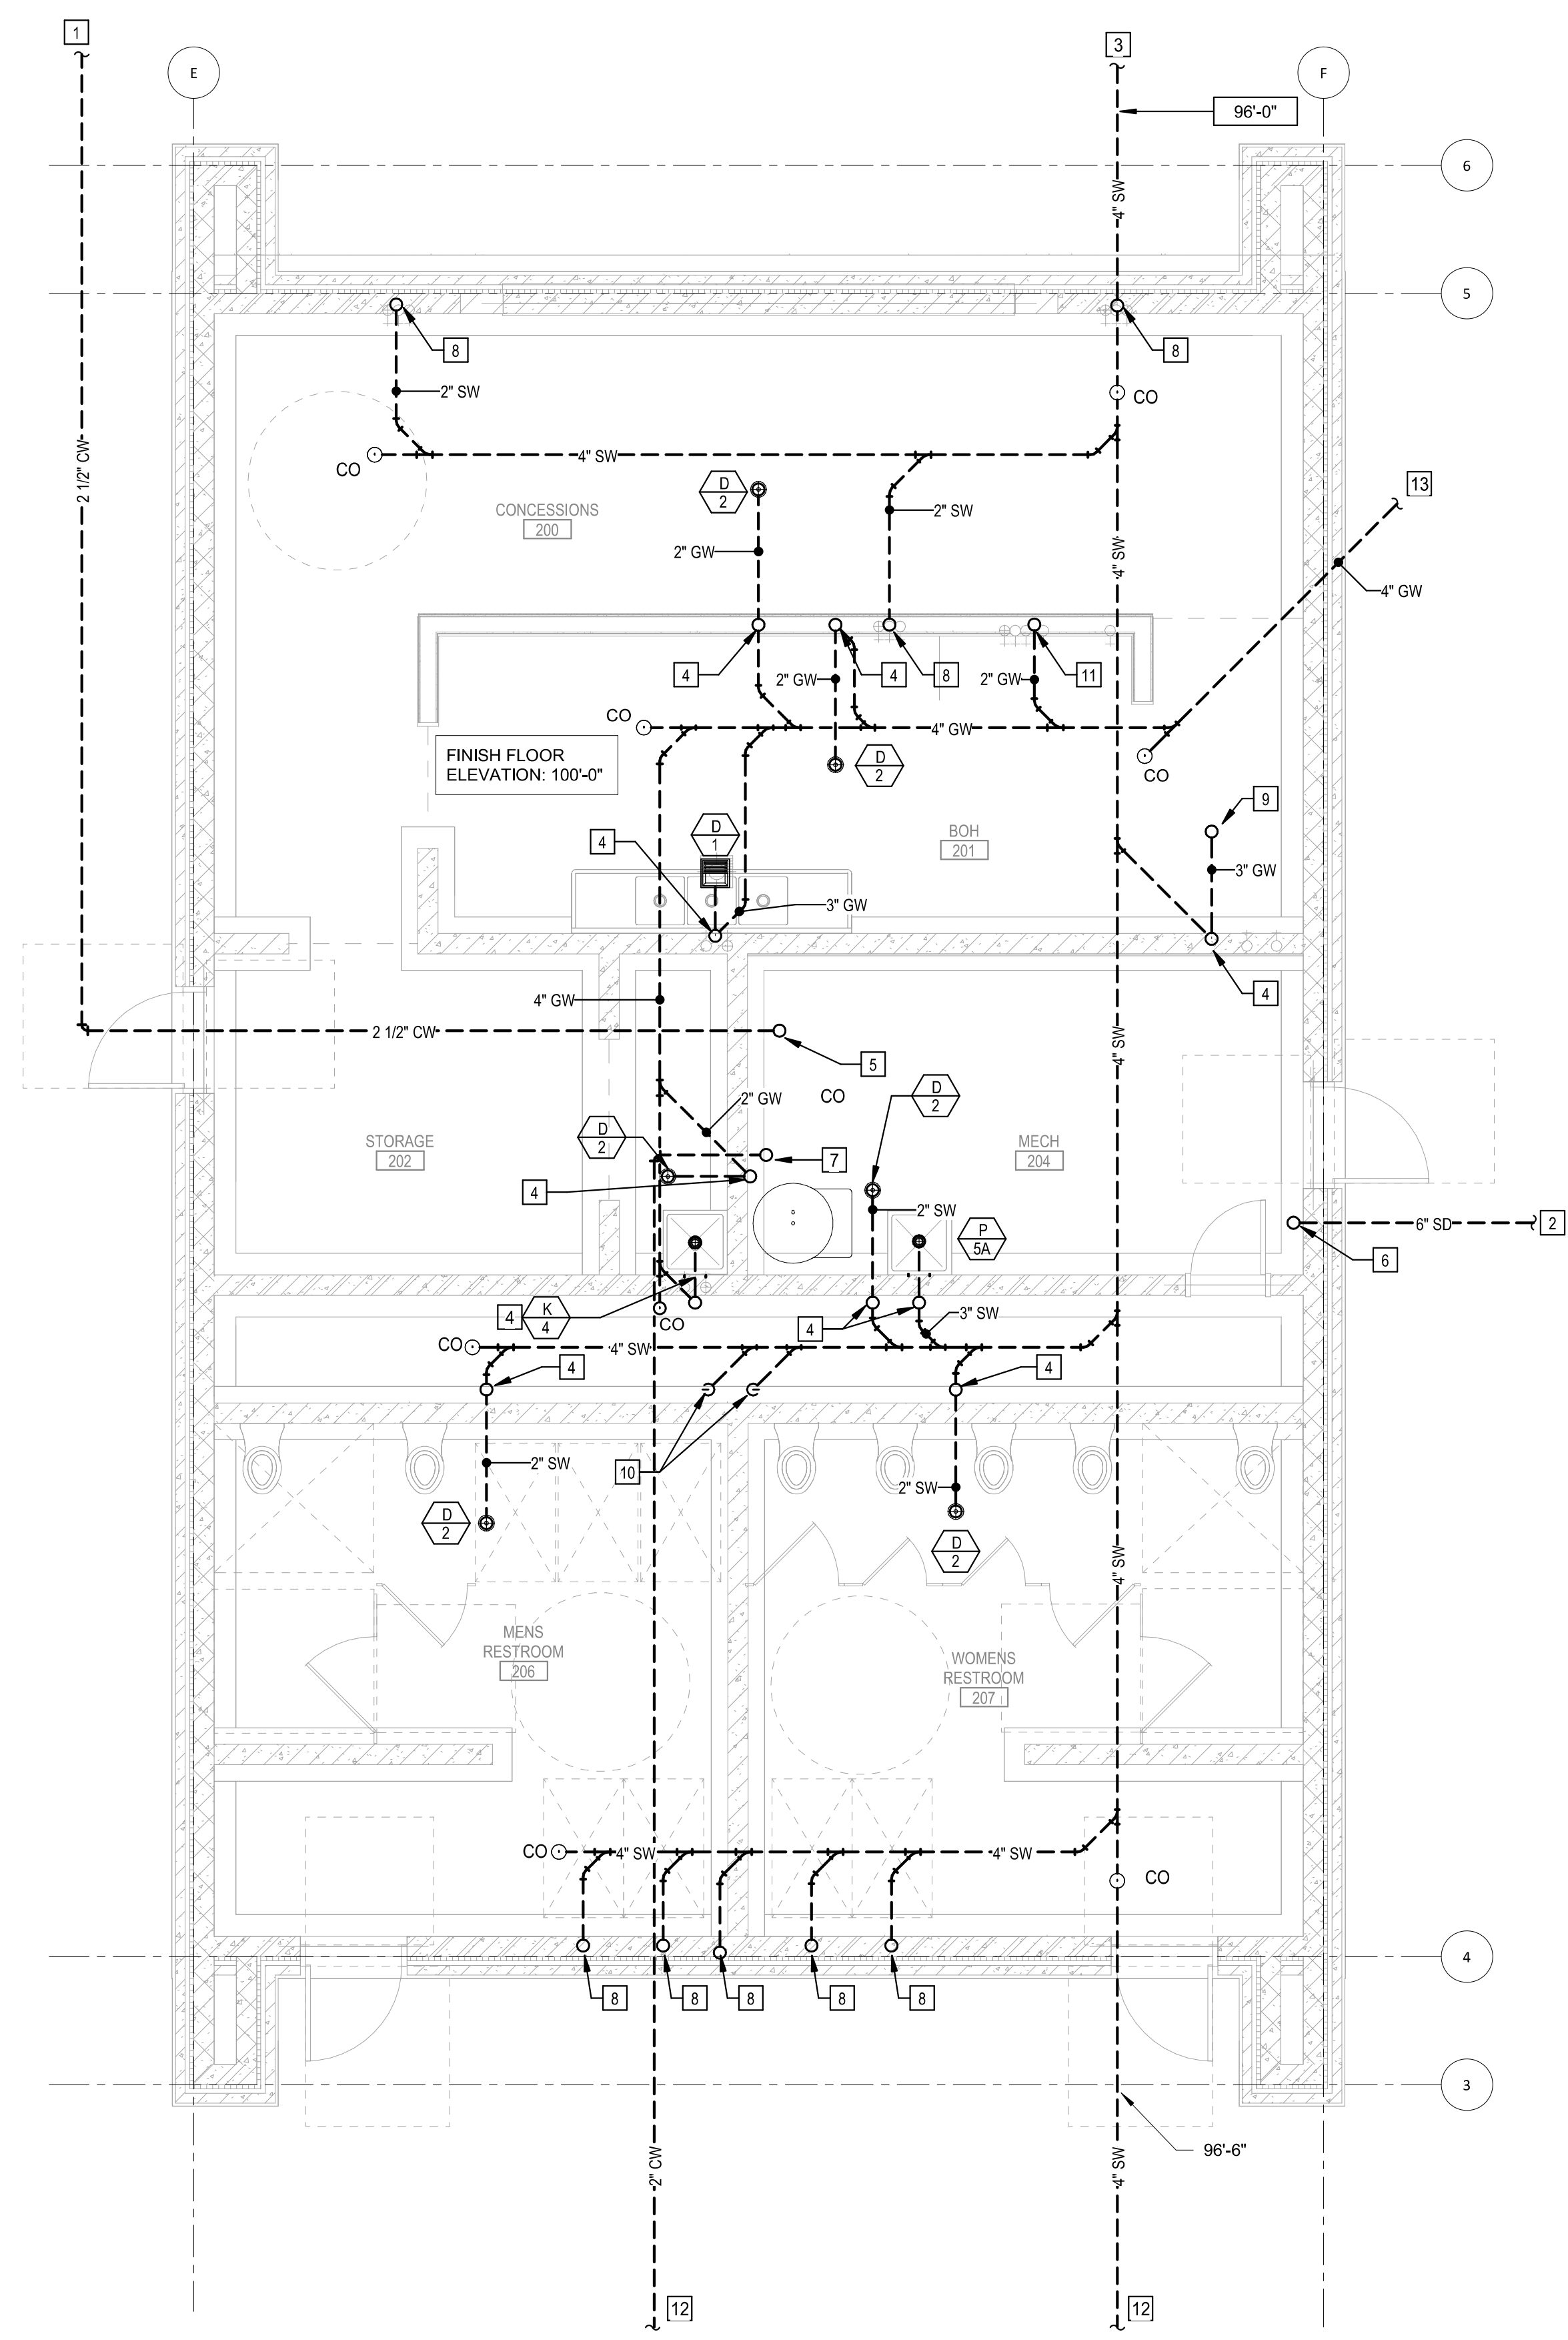 1
3
E
F
96'-0"
6
4" SW
5
8
8
2" SW
CO
CO
4" SW
2 1/2" CW
13
D
2
CONCESSIONS
200
2" SW
2" GW
4" SW
4" GW
4
2" GW
4
8
2" GW
11
CO
4" GW
FINISH FLOOR
ELEVATION: 100'-0"
D
2
CO
9
D
1
4
BOH
201
3" GW
3" GW
4
4" GW
2 1/2" CW
4" SW
5
2" GW
CO
D
2
D
2
STORAGE
202
MECH
204
7
4
2" SW
P
5A
6" SD
2
6
4
K
4
CO
4
3" SW
CO
4" SW
4
4
2" SW
10
2" SW
D
2
D
2
4" SW
MENS
RESTROOM
206
WOMENS
RESTROOM
207
CO
4" SW
4" SW
CO
4
8
8
8
8
8
3
2" CW
4" SW
96'-6"
12
12